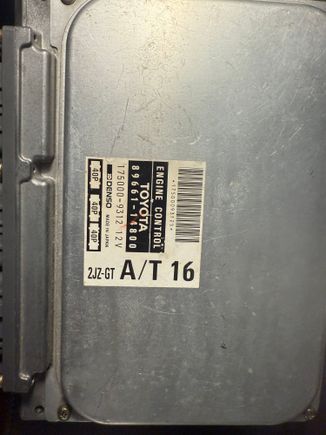 ENGINE CONTROL
TOYOTA
89661-14800
175000-9312 12V
DENSO MADE IN JAPAN
40P 40P 40P
2JZ-GT A/T 16